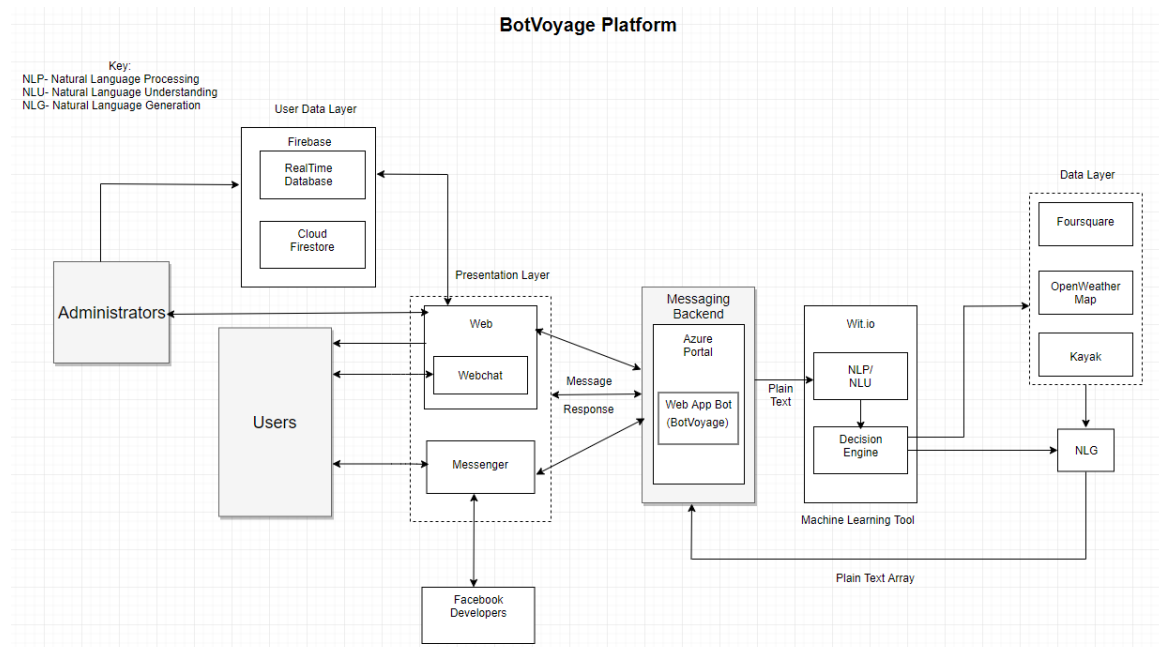 BotVoyage Platform
Key:
NLP- Natural Language Processing
NLU- Natural Language Understanding
NLG- Natural Language Generation
User Data Layer
Firebase
RealTime
Database
Cloud
Firestore
Administrators
Users
Presentation Layer
Web
Webchat
Messenger
Facebook
Developers
Message
Response
Messaging
Backend
Azure
Portal
Web App Bot
(BotVoyage)
Plain
Text
Wit.io
NLP/
NLU
Decision
Engine
Machine Learning Tool
Data Layer
Foursquare
OpenWeather
Map
Kayak
NLG
Plain Text Array